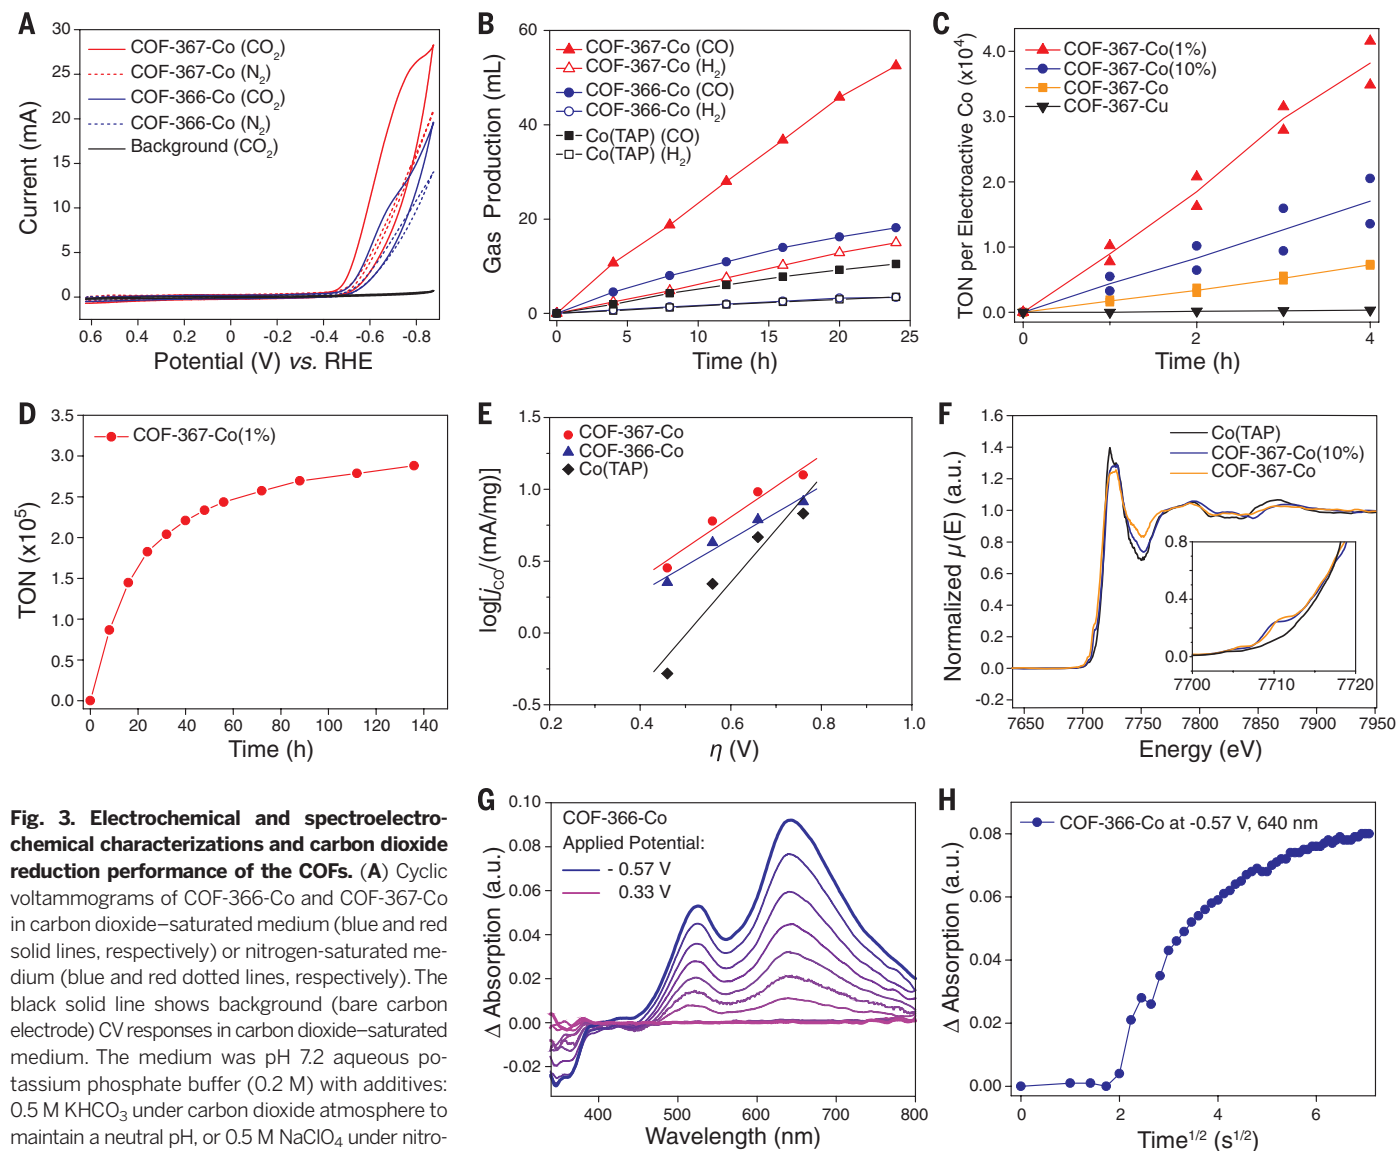 A
30
25
20
15
10
5
0
Current (mA)
COF-367-Co (CO2)
COF-367-Co (N2)
COF-366-Co (CO2)
COF-366-Co (N2)
Background (CO2)
0.6 0.4 0.2 0 -0.2 -0.4 -0.6 -0.8
Potential (V) vs. RHE
B
60
40
20
0
Gas Production (mL)
COF-367-Co (CO)
COF-367-Co (H2)
COF-366-Co (CO)
COF-366-Co (H2)
Co(TAP) (CO)
Co(TAP) (H2)
0 5 10 15 20 25
Time (h)
C
4.0
3.0
2.0
1.0
0.0
TON per Electroactive Co (x10⁴)
COF-367-Co(1%)
COF-367-Co(10%)
COF-367-Co
COF-367-Cu
0 2 4
Time (h)
D
3.5
3.0
2.5
2.0
1.5
1.0
0.5
0.0
TON (x10⁵)
COF-367-Co(1%)
0 20 40 60 80 100 120 140
Time (h)
E
1.5
1.0
0.5
0.0
-0.5
log[jCO/(mA/mg)]
COF-367-Co
COF-366-Co
Co(TAP)
0.2 0.4 0.6 0.8 1.0
η (V)
F
1.6
1.4
1.2
1.0
0.8
0.6
0.4
0.2
0.0
-0.2
Normalized μ(E) (a.u.)
Co(TAP)
COF-367-Co(10%)
COF-367-Co
0.8
0.4
0.0
7700 7710 7720
7650 7700 7750 7800 7850 7900 7950
Energy (eV)
Fig. 3. Electrochemical and spectroelectro-
chemical characterizations and carbon dioxide
reduction performance of the COFs. (A) Cyclic
voltammograms of COF-366-Co and COF-367-Co
in carbon dioxide–saturated medium (blue and red
solid lines, respectively) or nitrogen-saturated me-
dium (blue and red dotted lines, respectively). The
black solid line shows background (bare carbon
electrode) CV responses in carbon dioxide–saturated
medium. The medium was pH 7.2 aqueous po-
tassium phosphate buffer (0.2 M) with additives:
0.5 M KHCO3 under carbon dioxide atmosphere to
maintain a neutral pH, or 0.5 M NaClO4 under nitro-
G
0.10
0.08
0.06
0.04
0.02
0.00
-0.02
Δ Absorption (a.u.)
COF-366-Co
Applied Potential:
- 0.57 V
0.33 V
400 500 600 700 800
Wavelength (nm)
H
0.08
0.04
0.00
Δ Absorption (a.u.)
COF-366-Co at -0.57 V, 640 nm
0 2 4 6
Time¹/² (s¹/²)